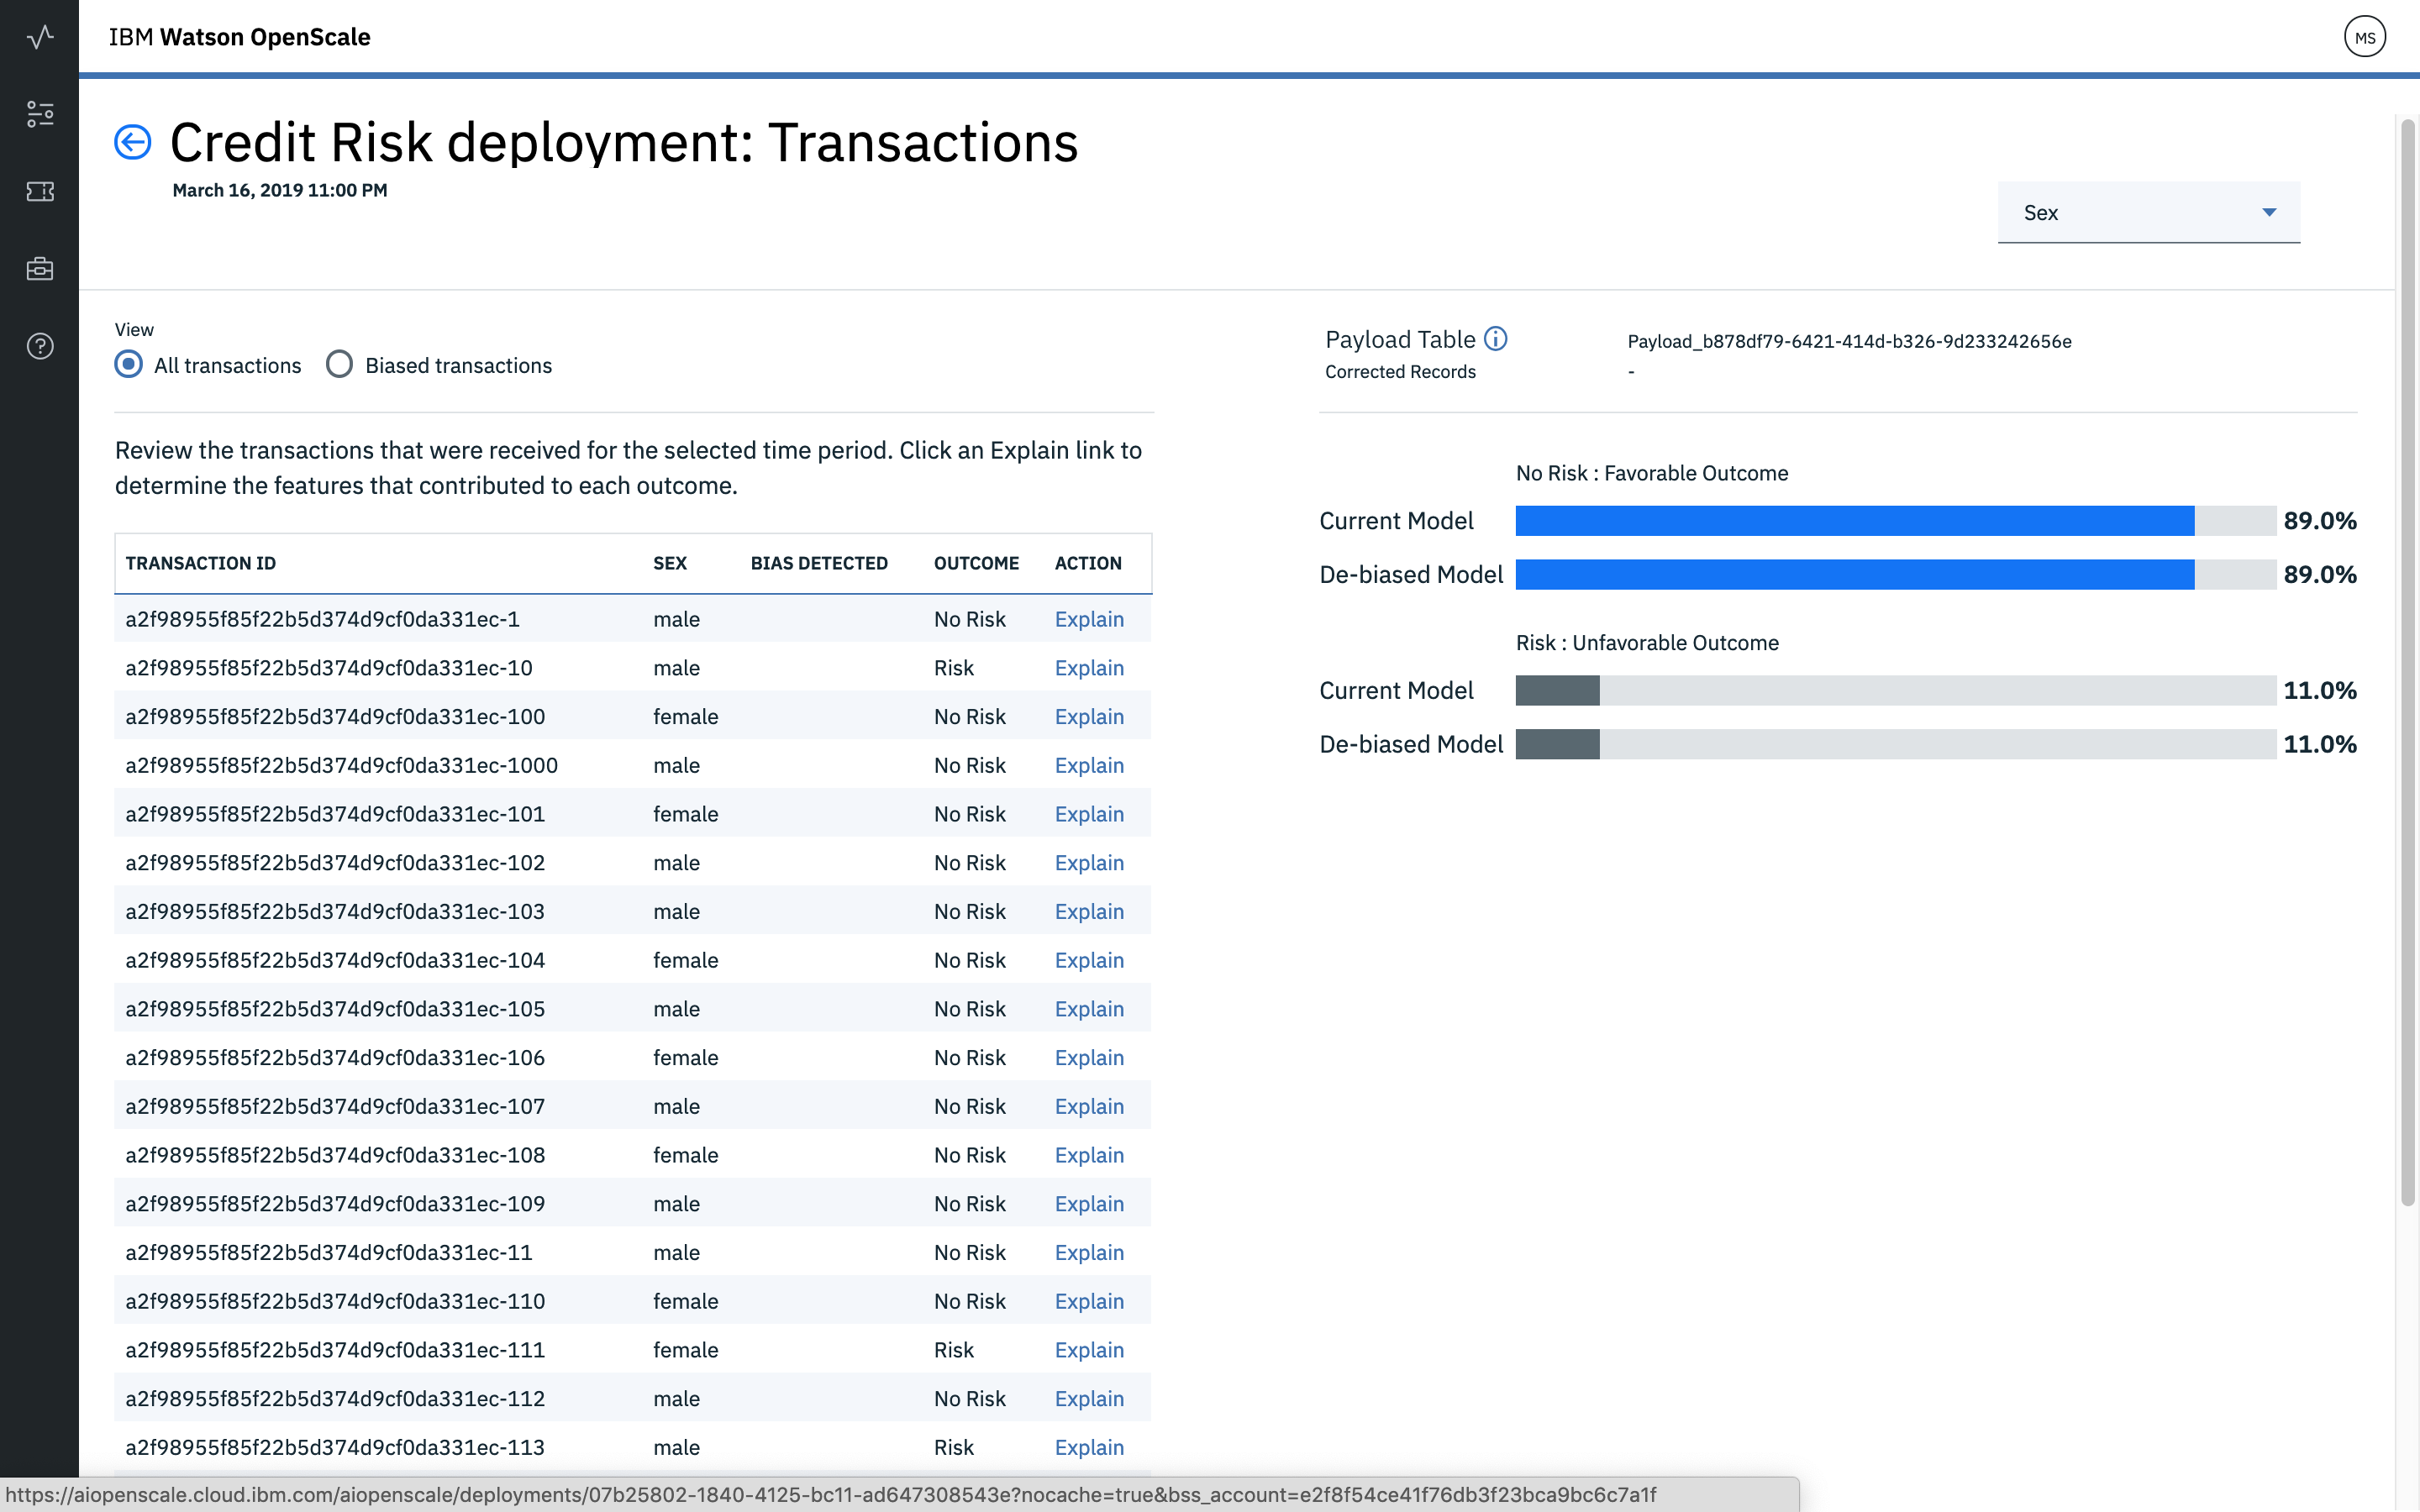 IBM Watson OpenScale
MS
Credit Risk deployment: Transactions
March 16, 2019 11:00 PM
Sex
View
All transactions
Biased transactions
Payload Table
Payload_b878df79-6421-414d-b326-9d233242656e
Corrected Records
-
Review the transactions that were received for the selected time period. Click an Explain link to
determine the features that contributed to each outcome.
TRANSACTION ID SEX BIAS DETECTED OUTCOME ACTION
a2f98955f85f22b5d374d9cf0da331ec-1 male No Risk Explain
a2f98955f85f22b5d374d9cf0da331ec-10 male Risk Explain
a2f98955f85f22b5d374d9cf0da331ec-100 female No Risk Explain
a2f98955f85f22b5d374d9cf0da331ec-1000 male No Risk Explain
a2f98955f85f22b5d374d9cf0da331ec-101 female No Risk Explain
a2f98955f85f22b5d374d9cf0da331ec-102 male No Risk Explain
a2f98955f85f22b5d374d9cf0da331ec-103 male No Risk Explain
a2f98955f85f22b5d374d9cf0da331ec-104 female No Risk Explain
a2f98955f85f22b5d374d9cf0da331ec-105 male No Risk Explain
a2f98955f85f22b5d374d9cf0da331ec-106 female No Risk Explain
a2f98955f85f22b5d374d9cf0da331ec-107 male No Risk Explain
a2f98955f85f22b5d374d9cf0da331ec-108 female No Risk Explain
a2f98955f85f22b5d374d9cf0da331ec-109 male No Risk Explain
a2f98955f85f22b5d374d9cf0da331ec-11 male No Risk Explain
a2f98955f85f22b5d374d9cf0da331ec-110 female No Risk Explain
a2f98955f85f22b5d374d9cf0da331ec-111 female Risk Explain
a2f98955f85f22b5d374d9cf0da331ec-112 male No Risk Explain
a2f98955f85f22b5d374d9cf0da331ec-113 male Risk Explain
No Risk : Favorable Outcome
Current Model 89.0%
De-biased Model 89.0%
Risk : Unfavorable Outcome
Current Model 11.0%
De-biased Model 11.0%
https://aiopenscale.cloud.ibm.com/aiopenscale/deployments/07b25802-1840-4125-bc11-ad647308543e?nocache=true&bss_account=e2f8f54ce41f76db3f23bca9bc6c7a1f